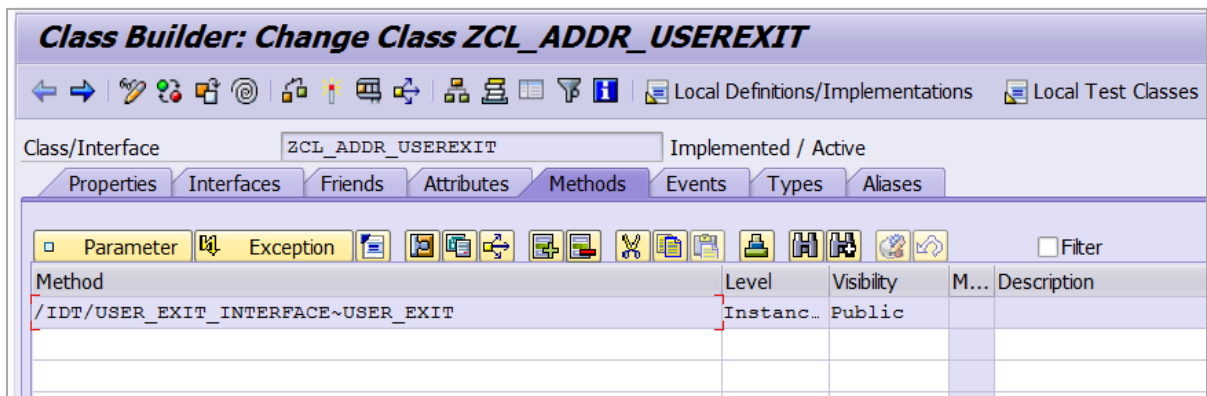 Class Builder: Change Class ZCL_ADDR_USEREXIT
Local Definitions/Implementations Local Test Classes
Class/Interface ZCL_ADDR_USEREXIT Implemented / Active
Properties Interfaces Friends Attributes Methods Events Types Aliases
Parameter Exception Filter
Method Level Visibility M... Description
/IDT/USER_EXIT_INTERFACE~USER_EXIT Instanc… Public